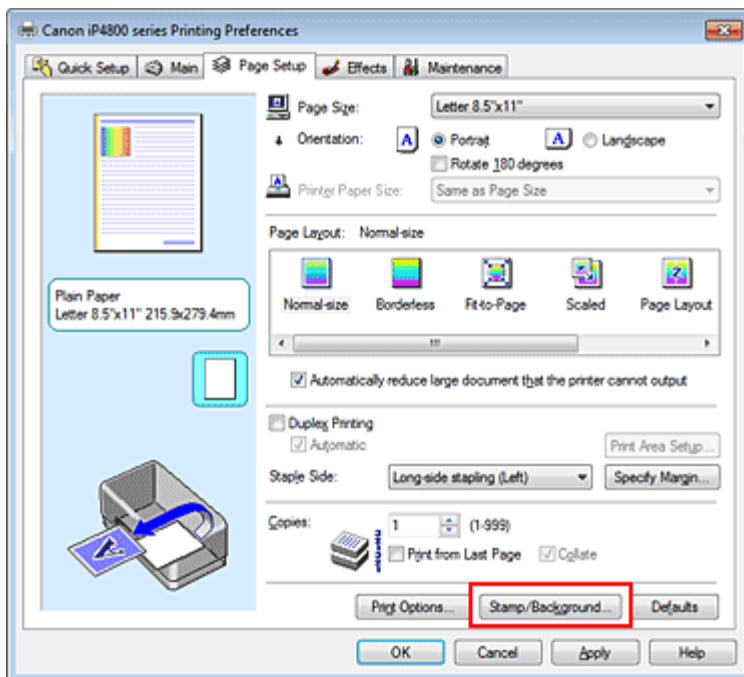 Canon iP4800 series Printing Preferences
Quick Setup Main Page Setup Effects Maintenance
Page Size: Letter 8.5"x11"
Orientation: A Portrait A Landscape
Rotate 180 degrees
Printer Paper Size: Same as Page Size
Page Layout: Normal-size
Normal-size Borderless Fit-to-Page Scaled Page Layout
Plain Paper
Letter 8.5"x11" 215.9x279.4mm
Automatically reduce large document that the printer cannot output
Duplex Printing
Automatic Print Area Setup...
Staple Side: Long-side stapling (Left) Specify Margin...
Copies: 1 (1-999)
Print from Last Page Collate
Print Options... Stamp/Background... Defaults
OK Cancel Apply Help